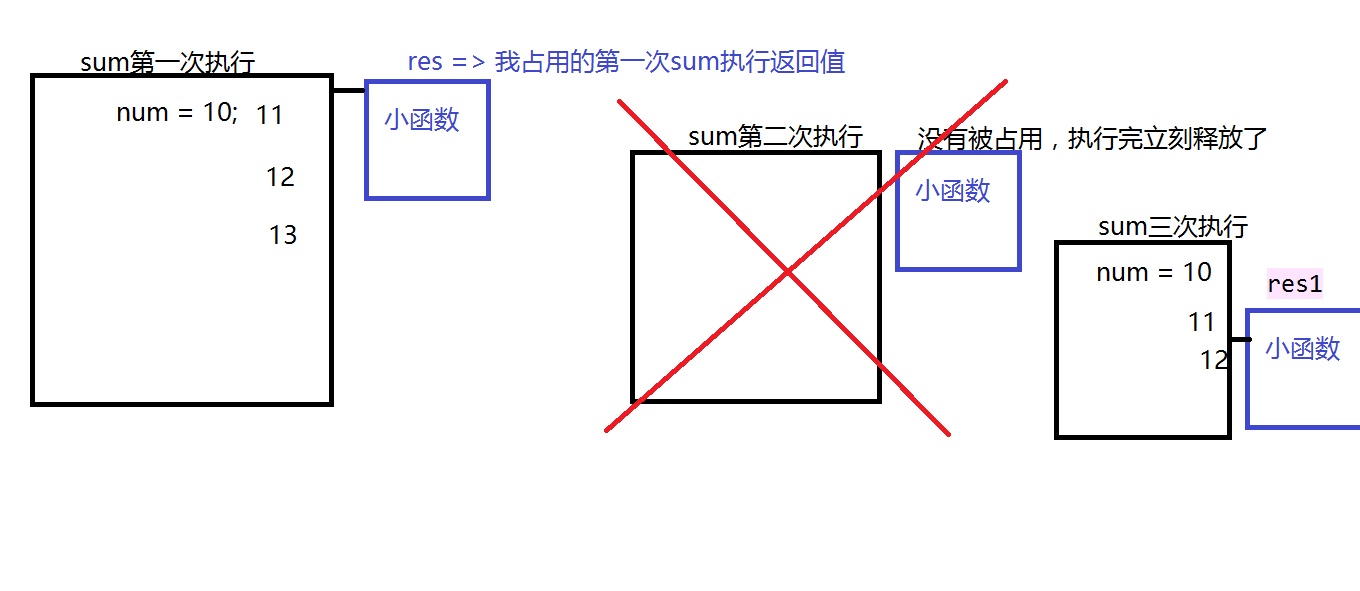 sum第一次执行
res => 我占用的第一次sum执行返回值
num = 10; 11
小函数
12
13
sum第二次执行
没有被占用，执行完立刻释放了
小函数
sum三次执行
num = 10
res1
11
小函数
12